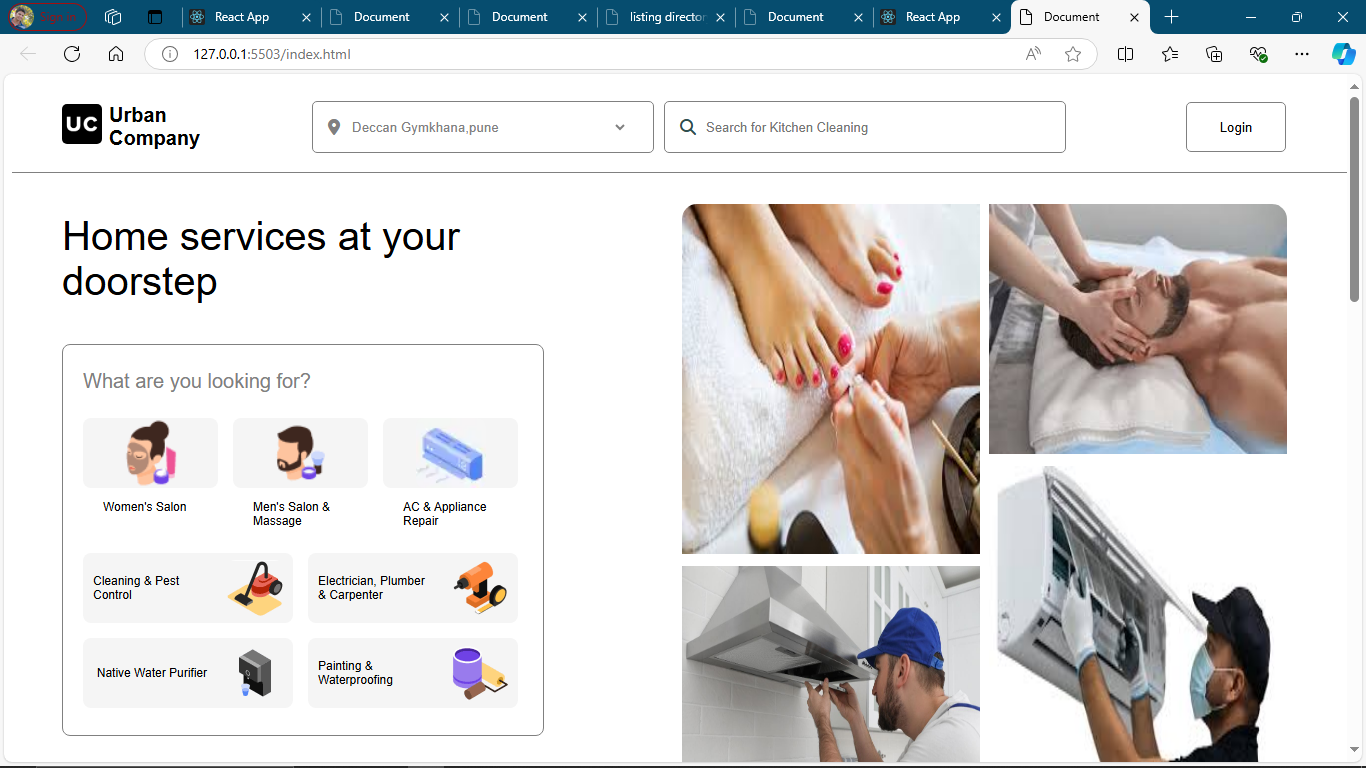 Sign in
React App
Document
Document
listing director
Document
React App
Document
127.0.0.1:5503/index.html
UC Urban
Company
Deccan Gymkhana,pune
Search for Kitchen Cleaning
Login
Home services at your
doorstep
What are you looking for?
Women's Salon
Men's Salon &
Massage
AC & Appliance
Repair
Cleaning & Pest
Control
Electrician, Plumber
& Carpenter
Native Water Purifier
Painting &
Waterproofing